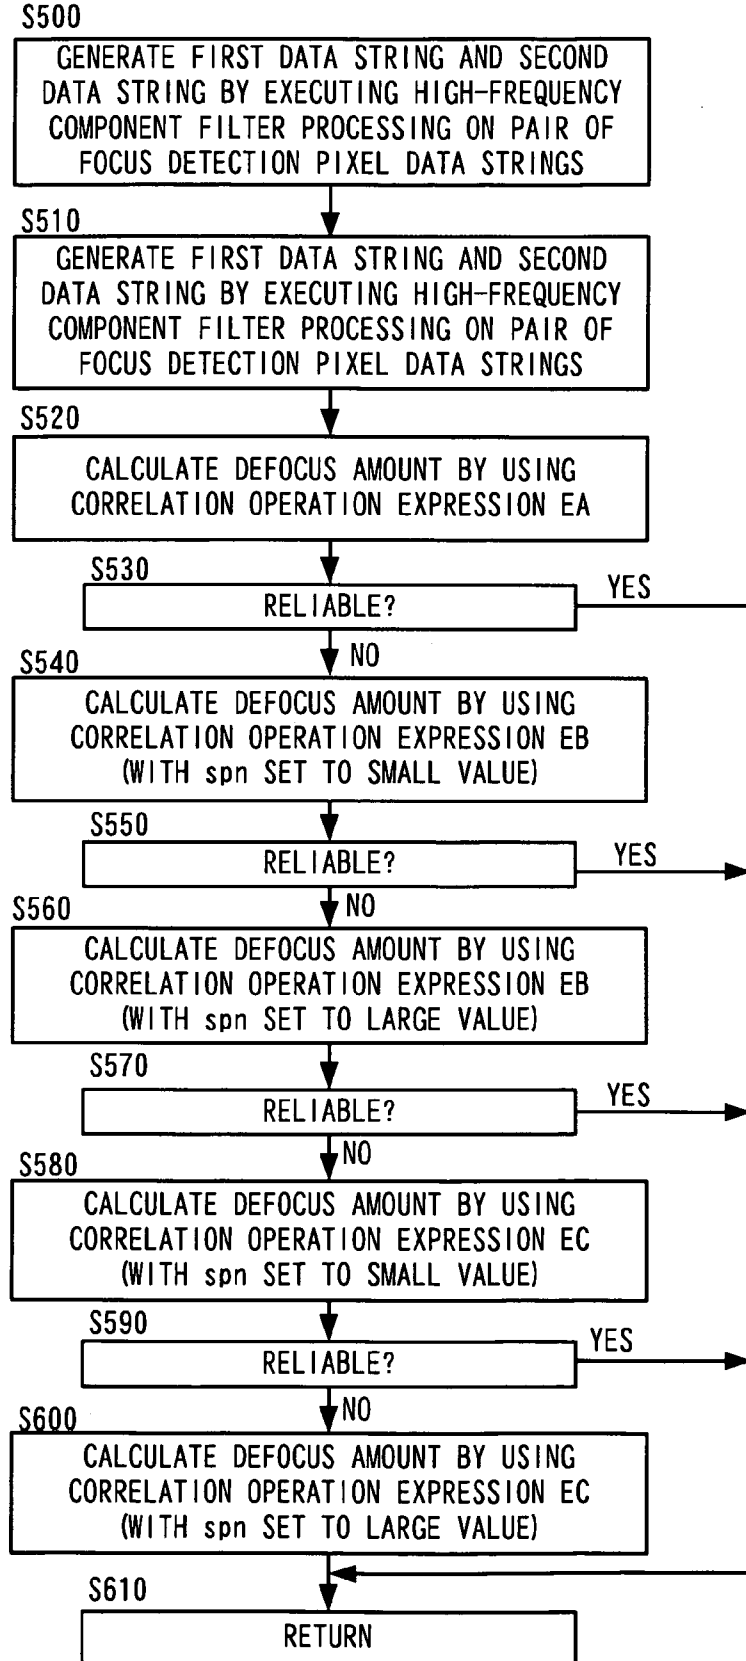 S500
GENERATE FIRST DATA STRING AND SECOND
DATA STRING BY EXECUTING HIGH-FREQUENCY
COMPONENT FILTER PROCESSING ON PAIR OF
FOCUS DETECTION PIXEL DATA STRINGS
S510
GENERATE FIRST DATA STRING AND SECOND
DATA STRING BY EXECUTING HIGH-FREQUENCY
COMPONENT FILTER PROCESSING ON PAIR OF
FOCUS DETECTION PIXEL DATA STRINGS
S520
CALCULATE DEFOCUS AMOUNT BY USING
CORRELATION OPERATION EXPRESSION EA
S530
RELIABLE?
YES
NO
S540
CALCULATE DEFOCUS AMOUNT BY USING
CORRELATION OPERATION EXPRESSION EB
(WITH spn SET TO SMALL VALUE)
S550
RELIABLE?
YES
NO
S560
CALCULATE DEFOCUS AMOUNT BY USING
CORRELATION OPERATION EXPRESSION EB
(WITH spn SET TO LARGE VALUE)
S570
RELIABLE?
YES
NO
S580
CALCULATE DEFOCUS AMOUNT BY USING
CORRELATION OPERATION EXPRESSION EC
(WITH spn SET TO SMALL VALUE)
S590
RELIABLE?
YES
NO
S600
CALCULATE DEFOCUS AMOUNT BY USING
CORRELATION OPERATION EXPRESSION EC
(WITH spn SET TO LARGE VALUE)
S610
RETURN